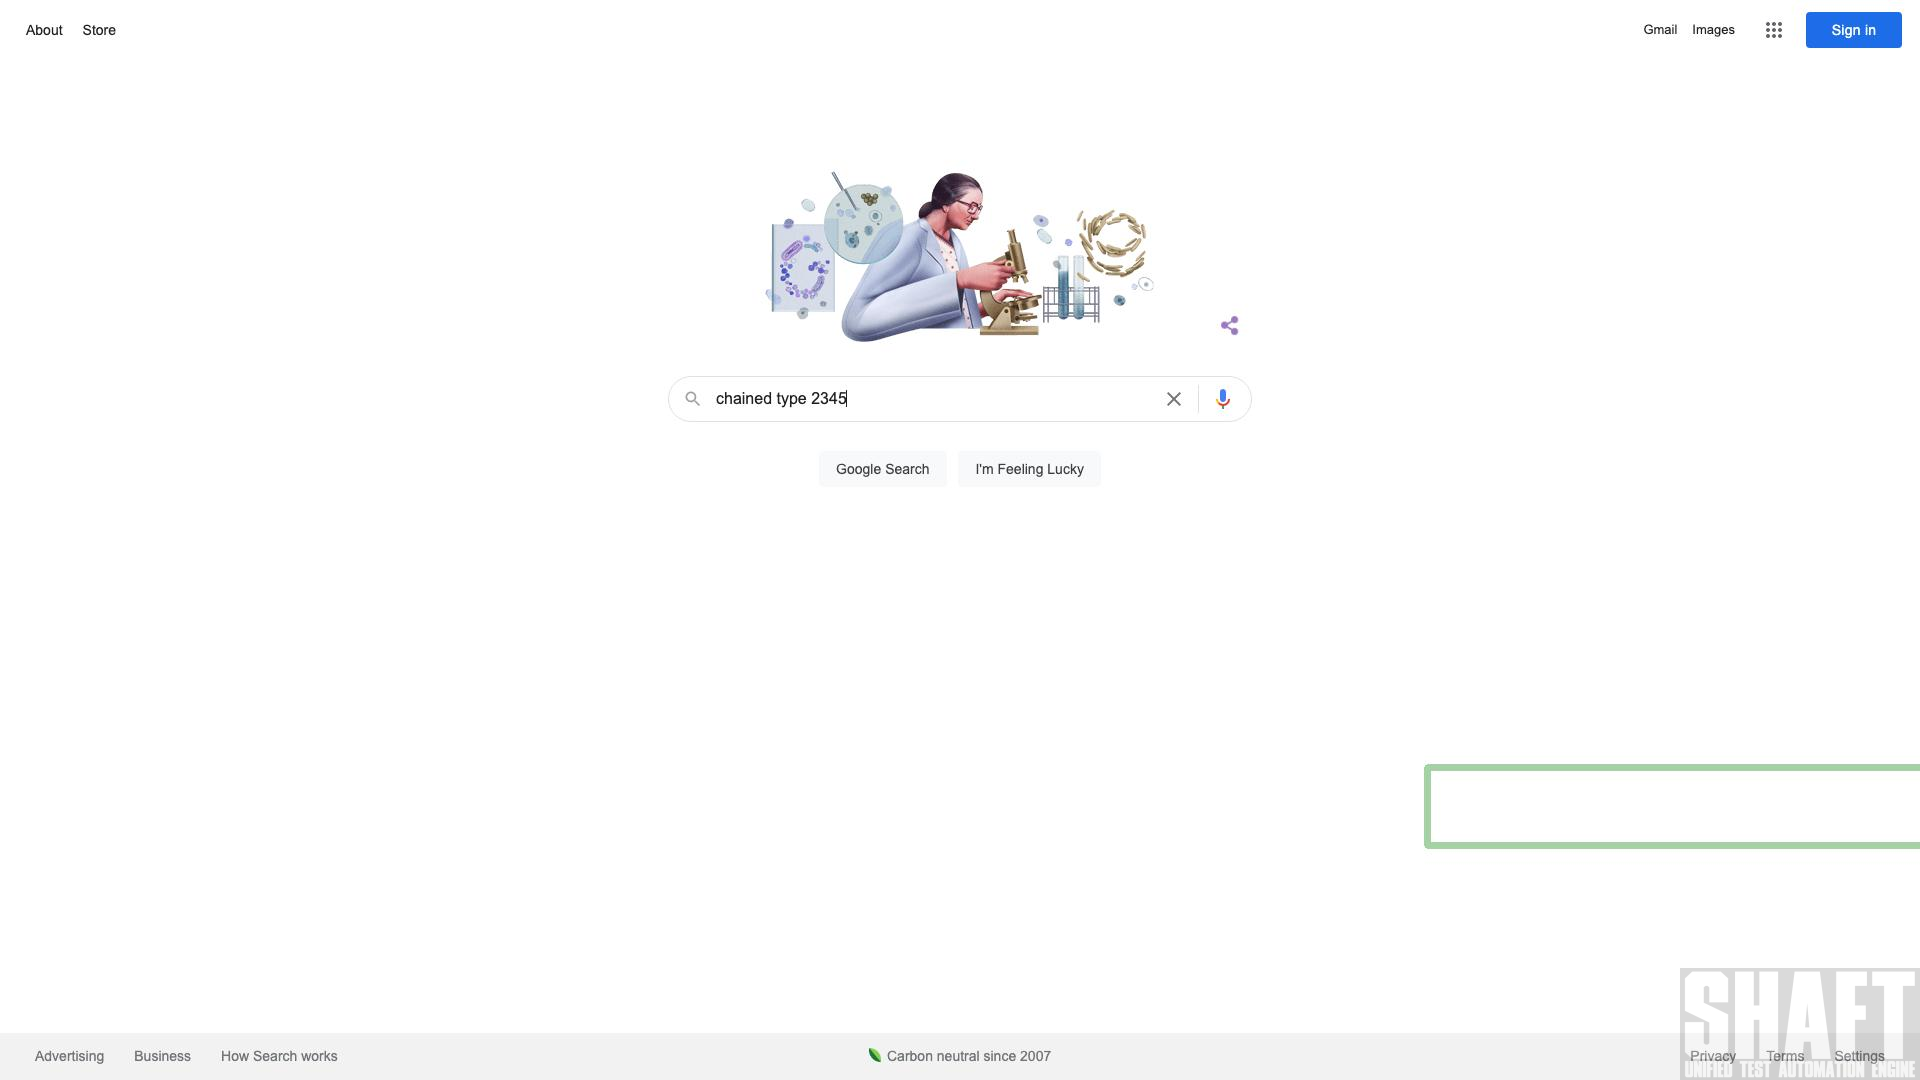 About Store Gmail Images Sign in
chained type 2345
Google Search I'm Feeling Lucky
Advertising Business How Search works Carbon neutral since 2007 Privacy Terms Settings
SHAFT
UNIFIED TEST AUTOMATION ENGINE